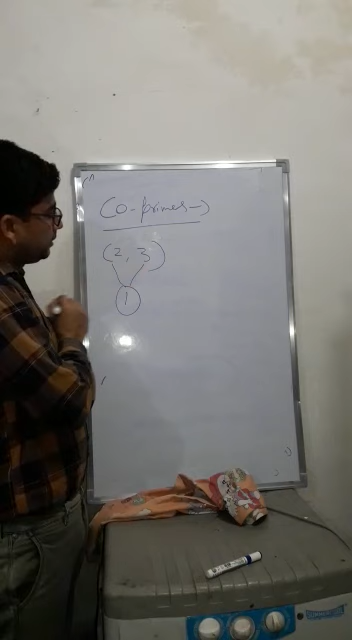 Co-primes→
(2, 3)
1